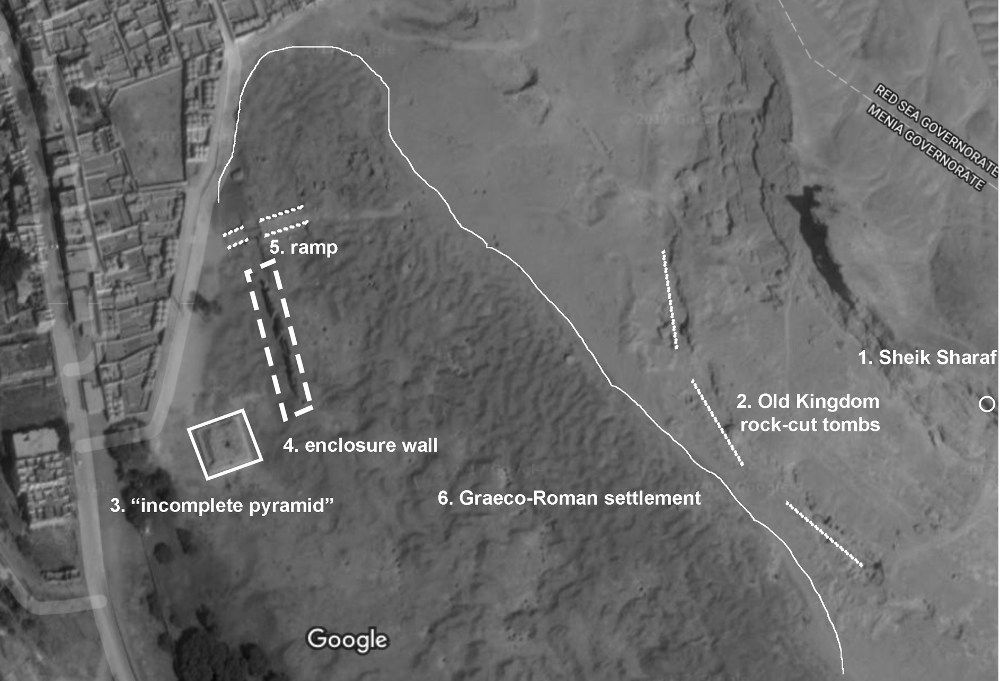 RED SEA GOVERNORATE
MENIA GOVERNORATE
5. ramp
1. Sheik Sharaf
2. Old Kingdom
rock-cut tombs
4. enclosure wall
3. “incomplete pyramid”
6. Graeco-Roman settlement
Google